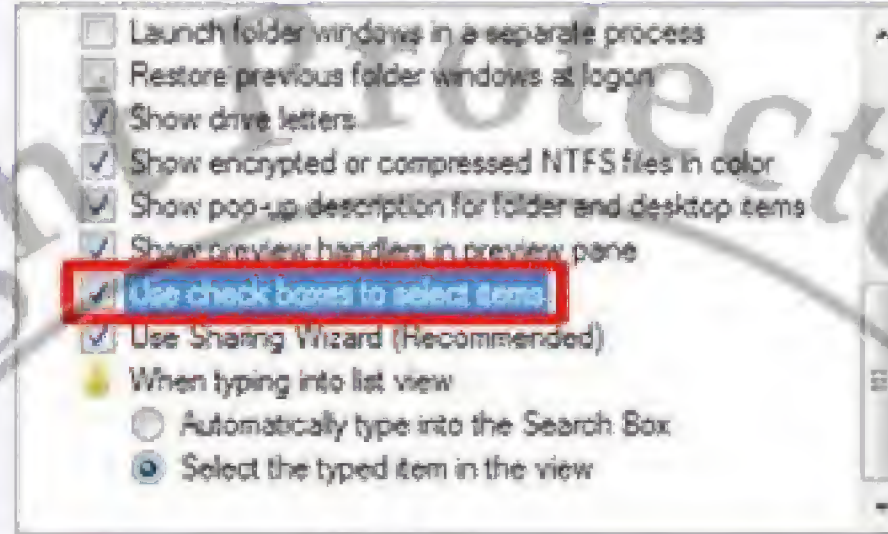 Launch folder windows in a separate process
Restore previous folder windows at logon
Show drive letters
Show encrypted or compressed NTFS files in color
Show pop-up description for folder and desktop items
Show preview handlers in preview pane
Use check boxes to select items
Use Sharing Wizard (Recommended)
When typing into list view
Automatically type into the Search Box
Select the typed item in the view